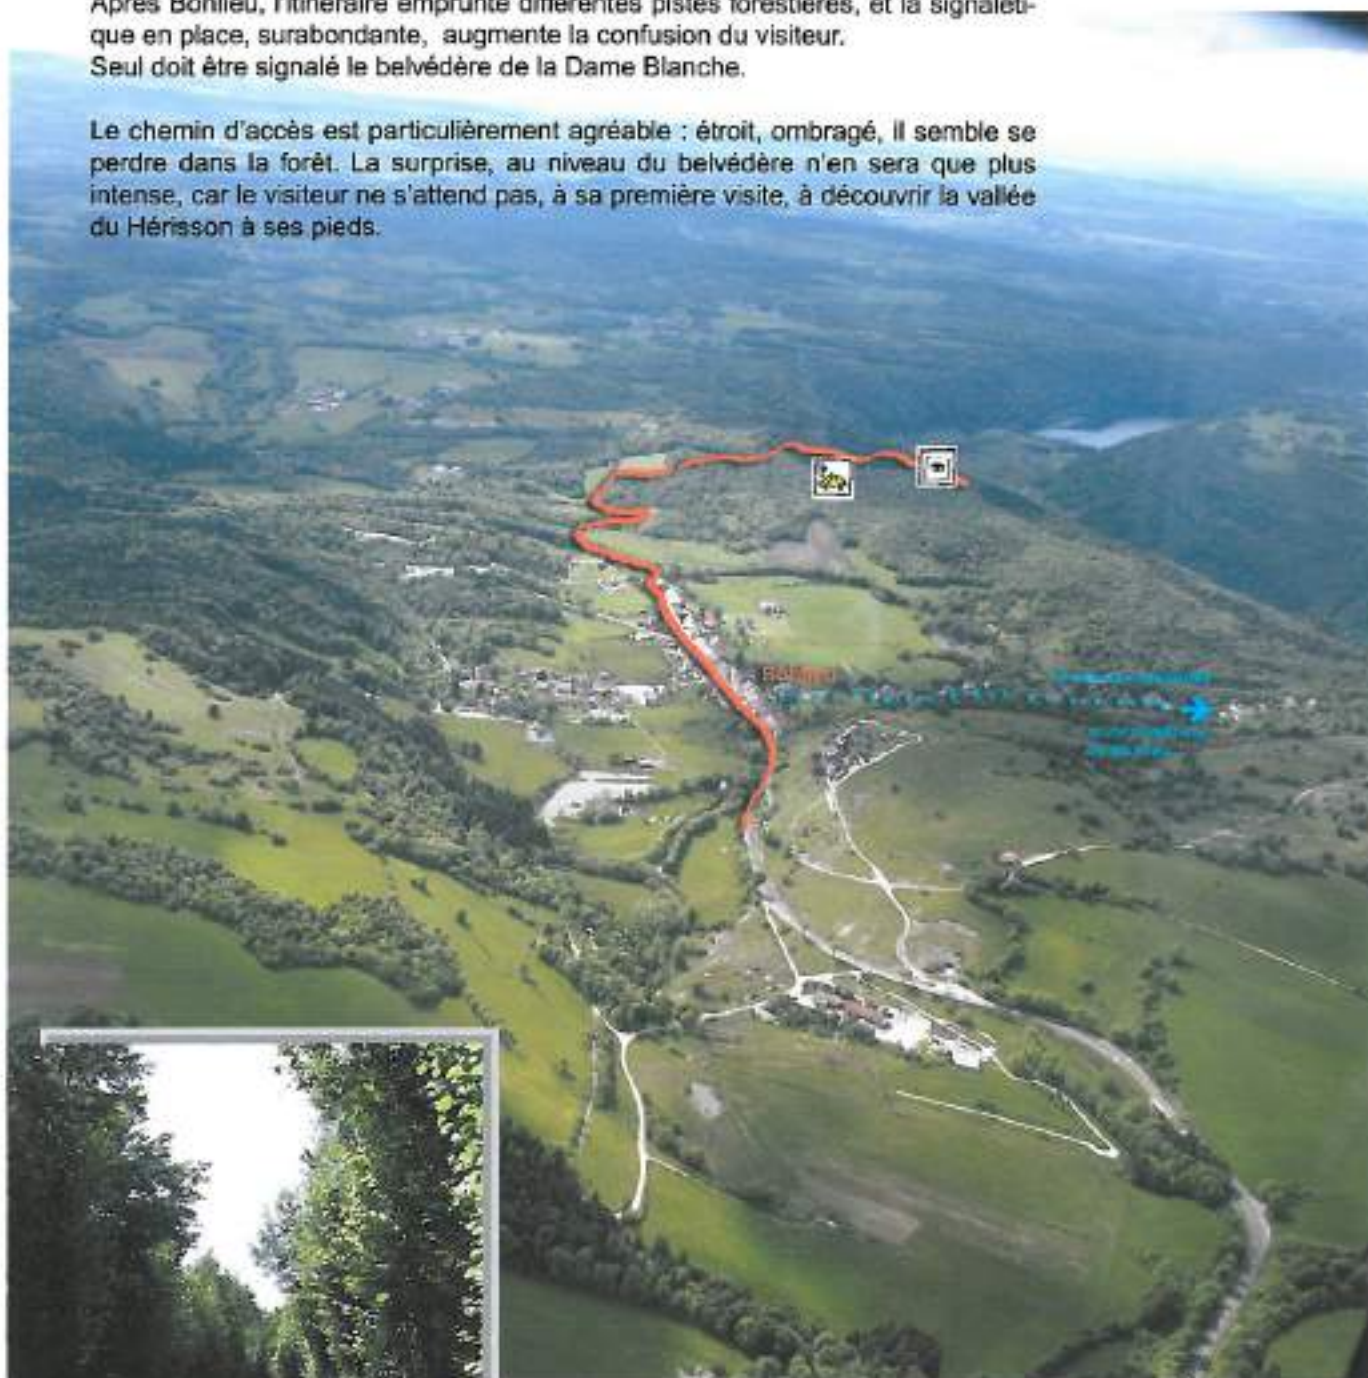 Après Bonlieu, l'itinéraire emprunte différentes pistes forestières, et la signaléti-
que en place, surabondante, augmente la confusion du visiteur.
Seul doit être signalé le belvédère de la Dame Blanche.
Le chemin d'accès est particulièrement agréable : étroit, ombragé, il semble se
perdre dans la forêt. La surprise, au niveau du belvédère n'en sera que plus
intense, car le visiteur ne s'attend pas, à sa première visite, à découvrir la vallée
du Hérisson à ses pieds.